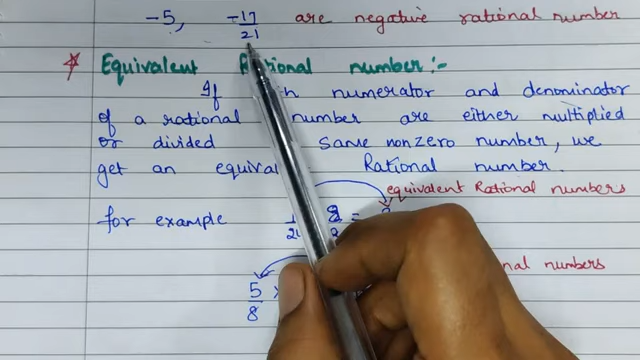 -5, -17/21 are negative rational number
* Equivalent Rational number:-
If numerator and denominator
of a rational number are either multiplied
or divided same nonzero number, we
get an Rational number.
equivalent Rational numbers
for example =
numbers
5/8